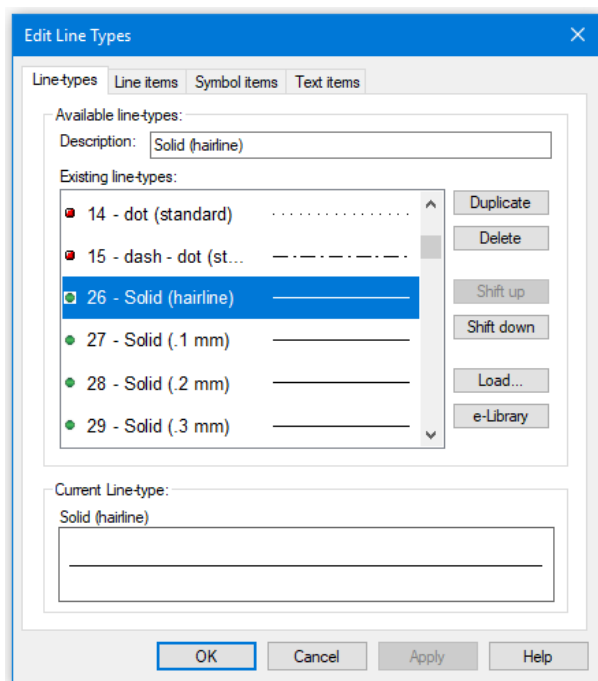 Edit Line Types
Line-types Line items Symbol items Text items
Available line-types:
Description: Solid (hairline)
Existing line-types:
14 - dot (standard)
15 - dash - dot (st...
26 - Solid (hairline)
27 - Solid (.1 mm)
28 - Solid (.2 mm)
29 - Solid (.3 mm)
Duplicate
Delete
Shift up
Shift down
Load...
e-Library
Current Line-type:
Solid (hairline)
OK Cancel Apply Help